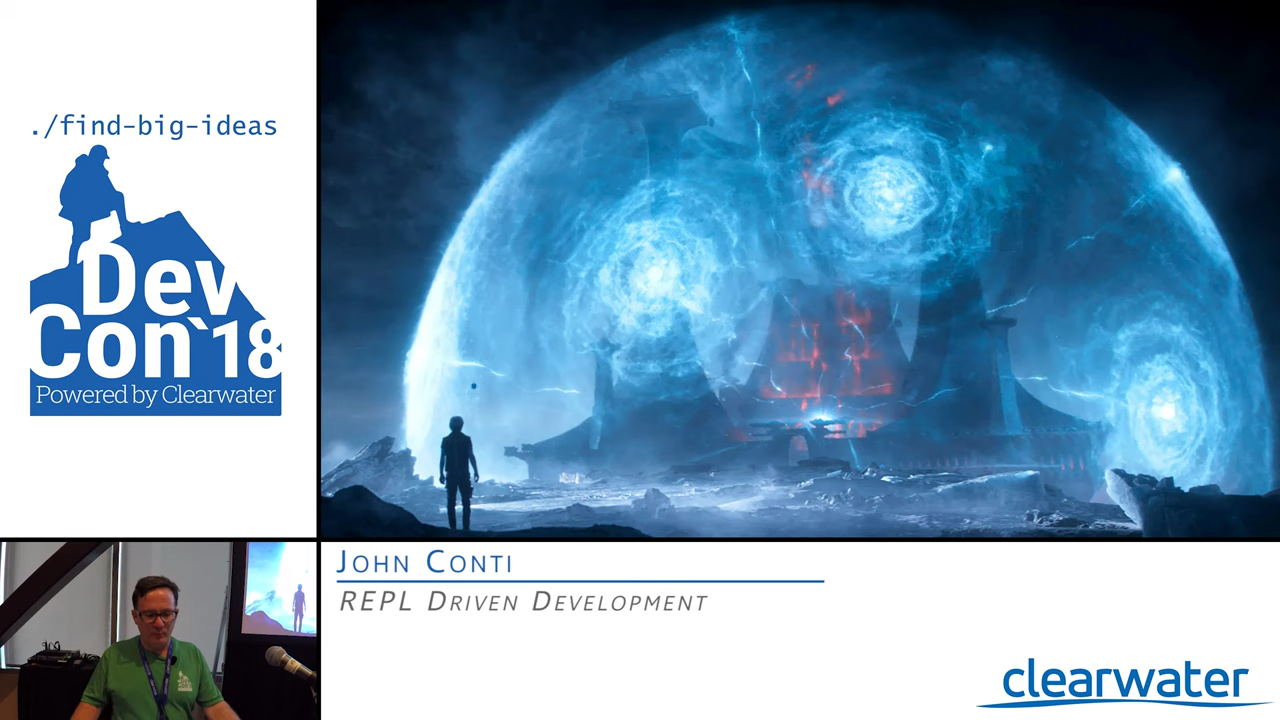 ./find-big-ideas
Dev
Con`18
Powered by Clearwater
John Conti
REPL Driven Development
clearwater